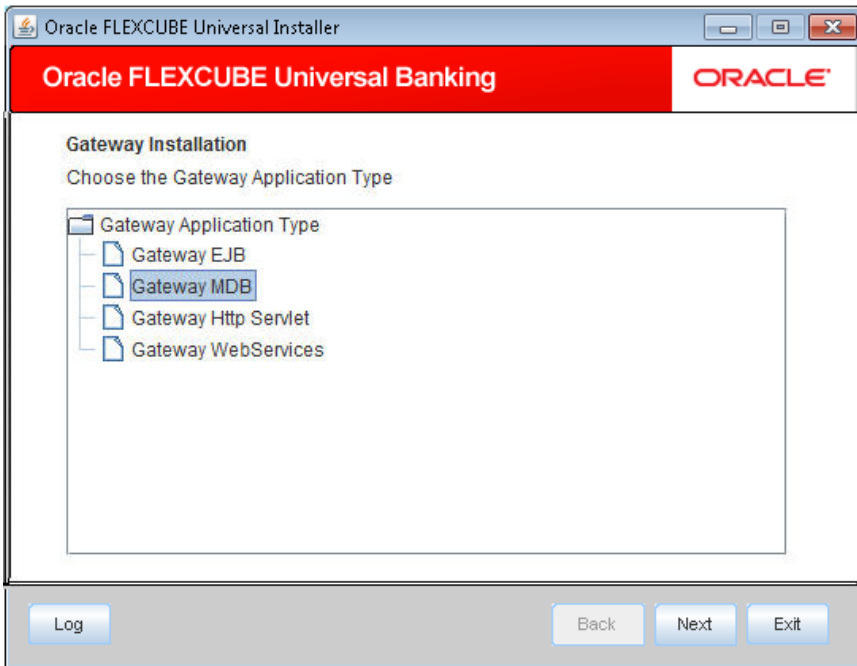 Oracle FLEXCUBE Universal Installer
Oracle FLEXCUBE Universal Banking
ORACLE
Gateway Installation
Choose the Gateway Application Type
Gateway Application Type
Gateway EJB
Gateway MDB
Gateway Http Servlet
Gateway WebServices
Log Back Next Exit